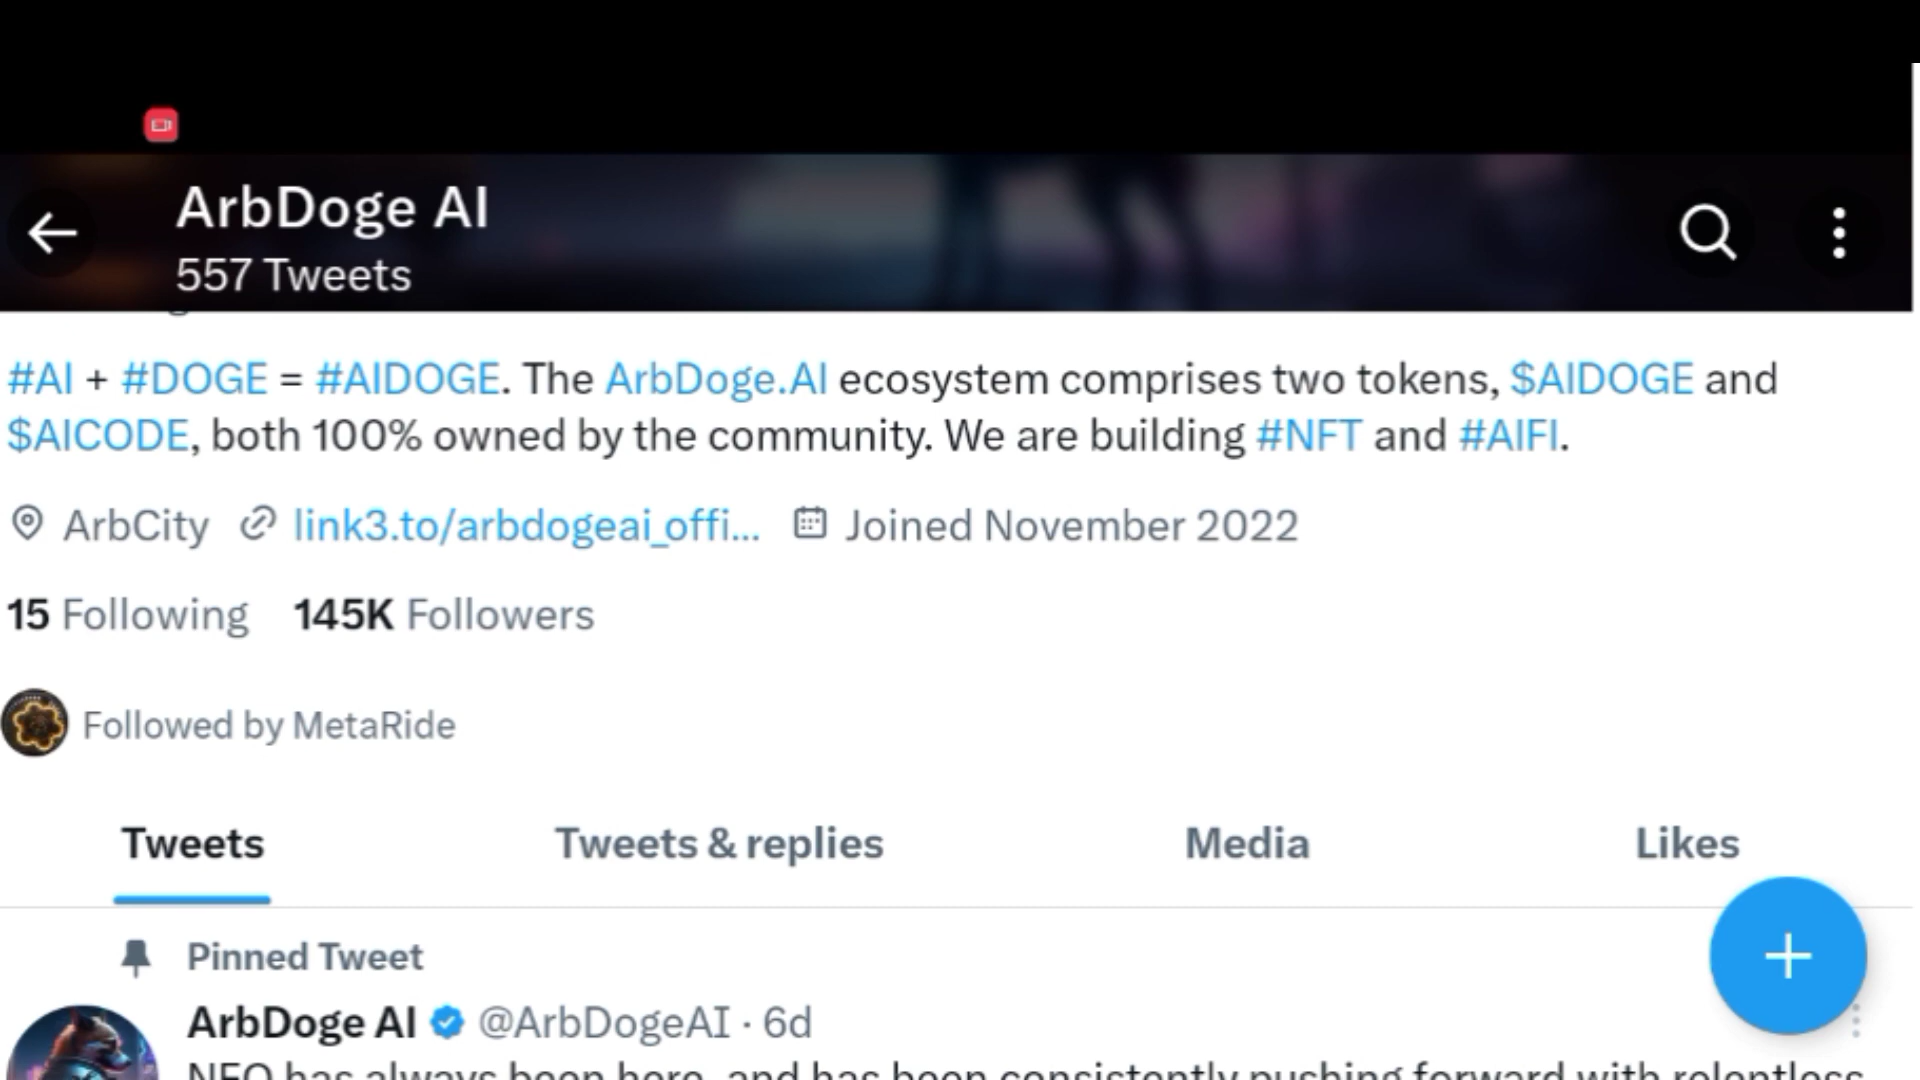 ArbDoge AI
557 Tweets
#AI + #DOGE = #AIDOGE. The ArbDoge.AI ecosystem comprises two tokens, $AIDOGE and
$AICODE, both 100% owned by the community. We are building #NFT and #AIFI.
ArbCity link3.to/arbdogeai_offi... Joined November 2022
15 Following 145K Followers
Followed by MetaRide
Tweets Tweets & replies Media Likes
Pinned Tweet
ArbDoge AI @ArbDogeAI · 6d
has always been here, and has been consistently pushing forward with relentless